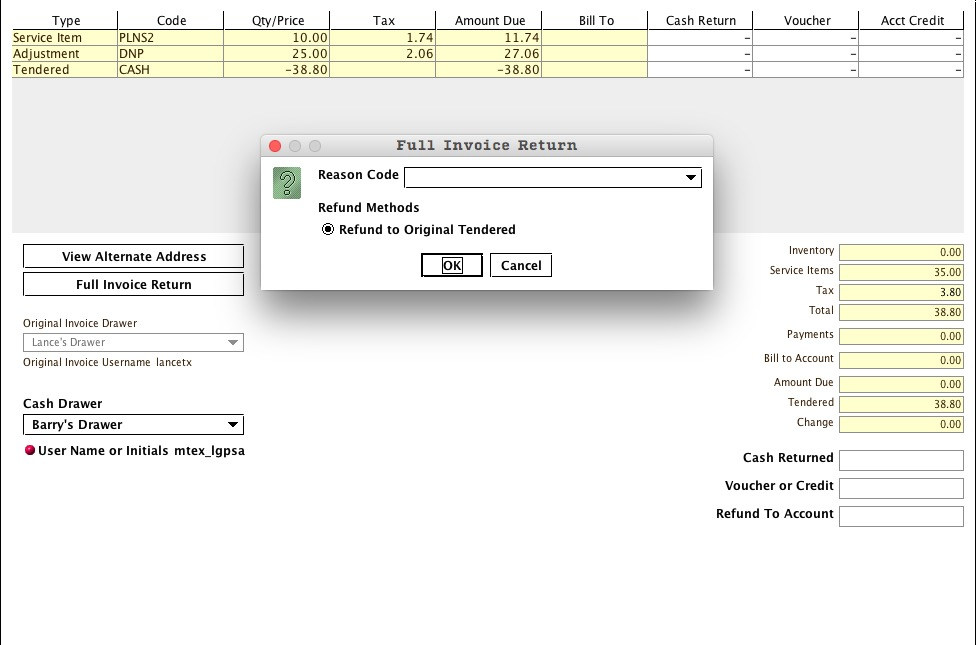 Type Code Qty/Price Tax Amount Due Bill To Cash Return Voucher Acct Credit
Service Item PLNS2 10.00 1.74 11.74 – – –
Adjustment DNP 25.00 2.06 27.06 – – –
Tendered CASH –38.80 –38.80 – – –
Full Invoice Return
Reason Code
Refund Methods
Refund to Original Tendered
OK Cancel
View Alternate Address
Full Invoice Return
Original Invoice Drawer
Lance's Drawer
Original Invoice Username lancetx
Cash Drawer
Barry's Drawer
User Name or Initials mtex_lgpsa
Inventory 0.00
Service Items 35.00
Tax 3.80
Total 38.80
Payments 0.00
Bill to Account 0.00
Amount Due 0.00
Tendered 38.80
Change 0.00
Cash Returned
Voucher or Credit
Refund To Account